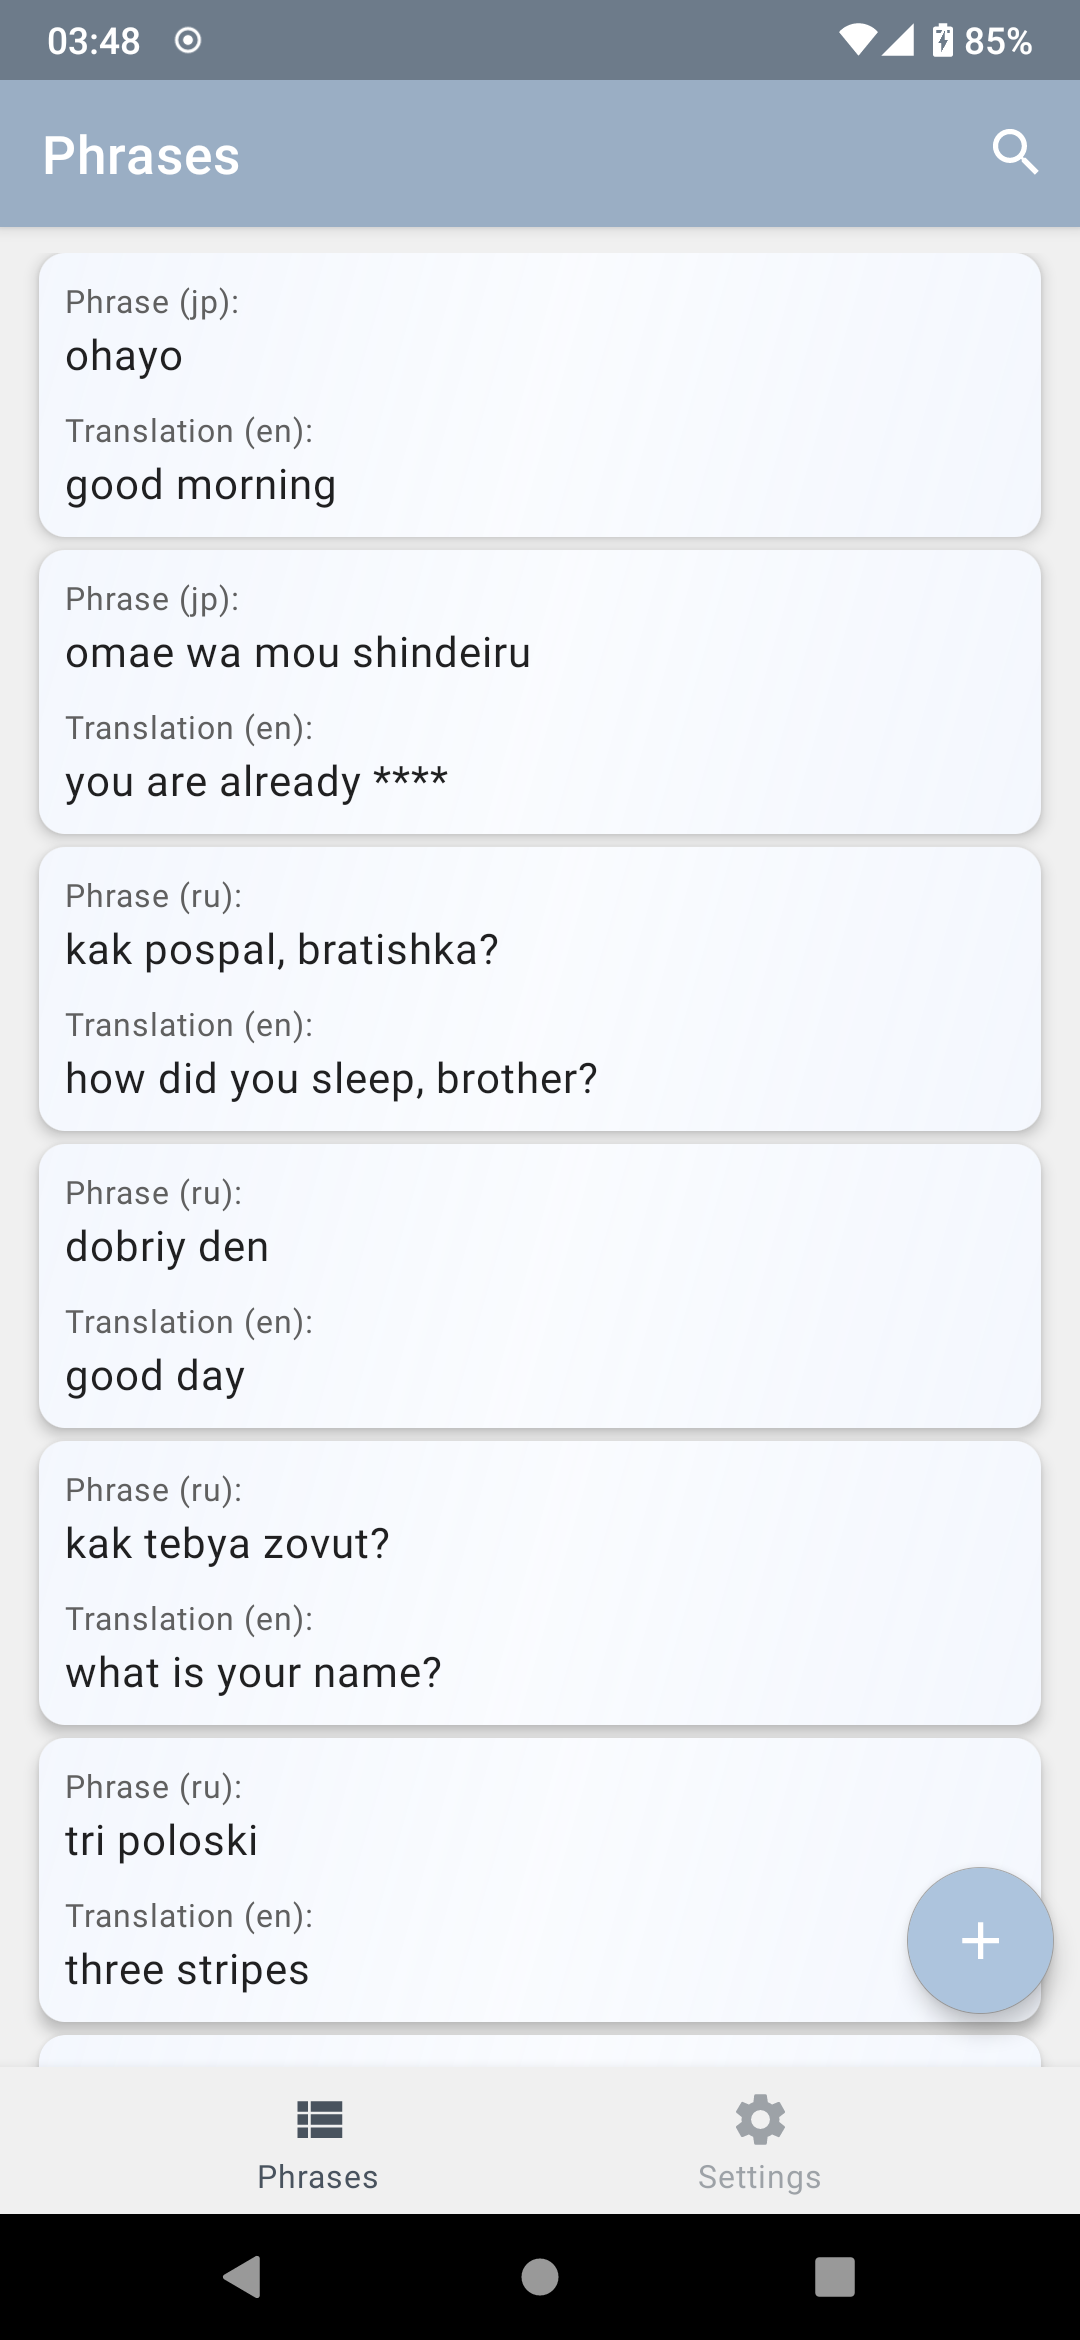 03:48
85%
Phrases
Phrase (jp):
ohayo
Translation (en):
good morning
Phrase (jp):
omae wa mou shindeiru
Translation (en):
you are already ****
Phrase (ru):
kak pospal, bratishka?
Translation (en):
how did you sleep, brother?
Phrase (ru):
dobriy den
Translation (en):
good day
Phrase (ru):
kak tebya zovut?
Translation (en):
what is your name?
Phrase (ru):
tri poloski
Translation (en):
three stripes
Phrases
Settings